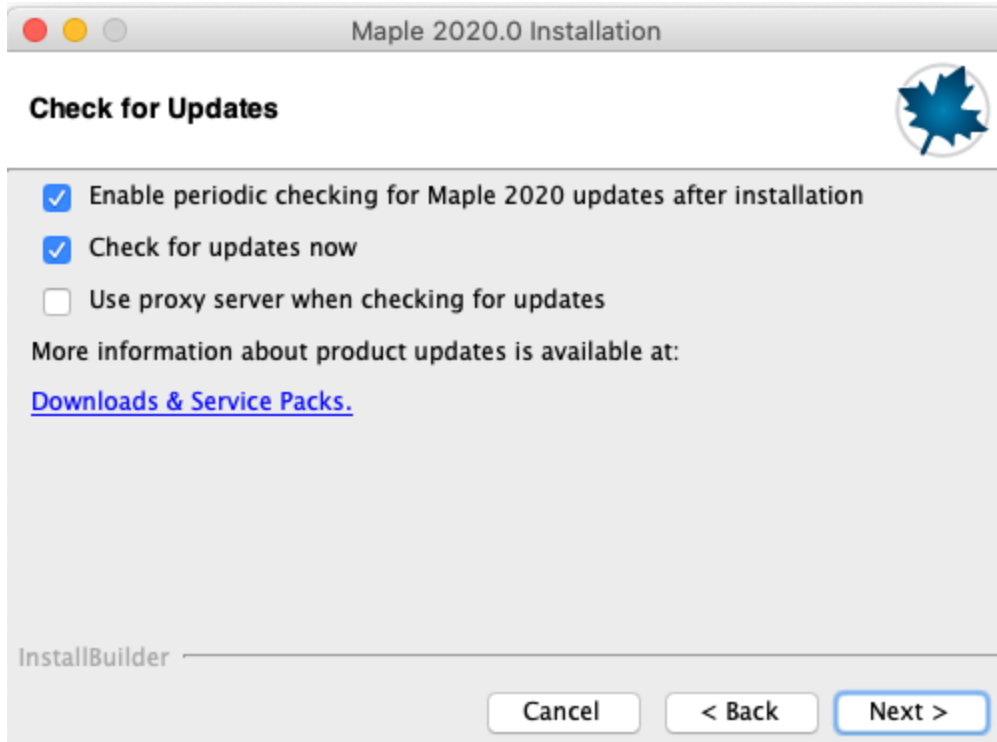 Maple 2020.0 Installation
Check for Updates
Enable periodic checking for Maple 2020 updates after installation
Check for updates now
Use proxy server when checking for updates
More information about product updates is available at:
Downloads & Service Packs.
InstallBuilder
Cancel
< Back
Next >